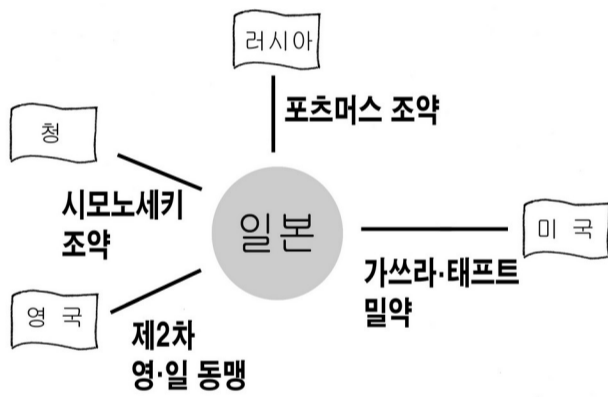 러시아
포츠머스 조약
청
시모노세키
조약
일본
미 국
가쓰라·태프트
밀약
영 국
제2차
영·일 동맹